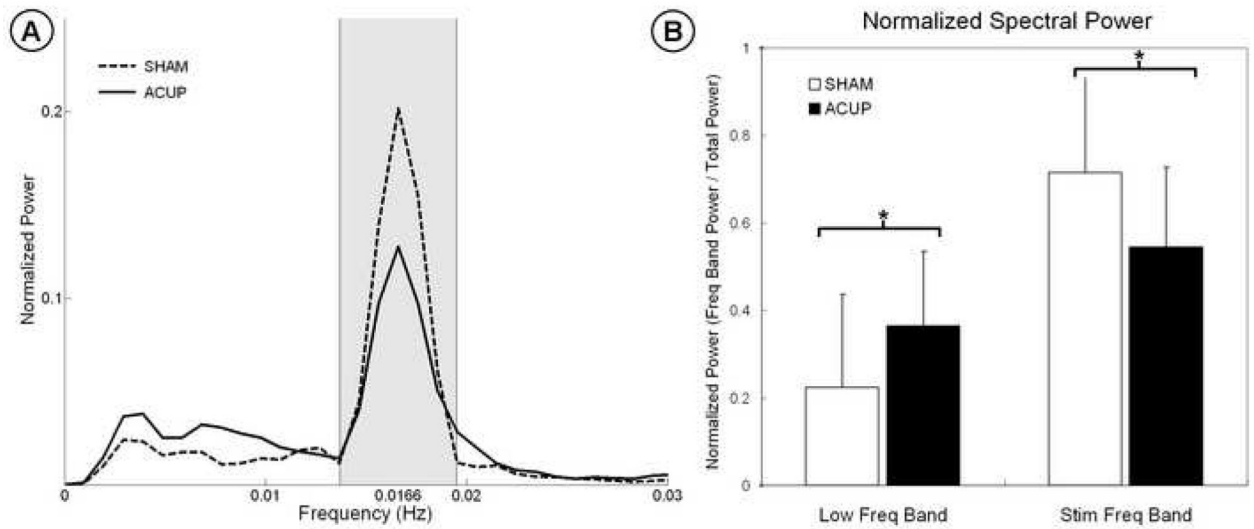 A
SHAM
ACUP
Normalized Power
0.2
0.1
0
0.01
0.0166
0.02
0.03
Frequency (Hz)
B
Normalized Spectral Power
Normalized Power (Freq Band Power / Total Power)
1
0.8
0.6
0.4
0.2
0
SHAM
ACUP
*
*
Low Freq Band
Stim Freq Band